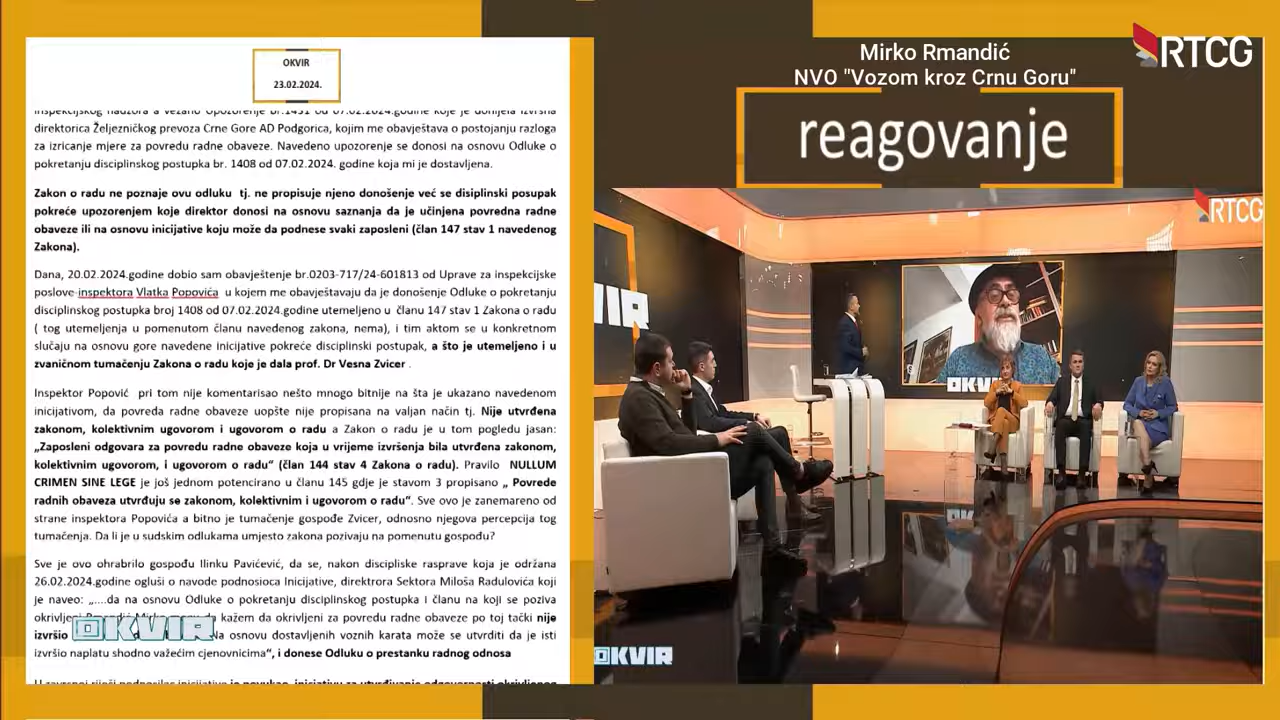 OKVIR
23.02.2024.
inspekcijskog nadzora a vezano Upozorenje br.1431 od 07.02.2024.godine koje je donijela izvršna
direktorica Željezničkog prevoza Crne Gore AD Podgorica, kojim me obavještava o postojanju razloga
za izricanje mjere za povredu radne obaveze. Navedeno upozorenje se donosi na osnovu Odluke o
pokretanju disciplinskog postupka br. 1408 od 07.02.2024. godine koja mi je dostavljena.
Zakon o radu ne poznaje ovu odluku tj. ne propisuje njeno donošenje već se disiplinski posupak
pokreće upozorenjem koje direktor donosi na osnovu saznanja da je učinjena povredna radne
obaveze ili na osnovu inicijative koju može da podnese svaki zaposleni (član 147 stav 1 navedenog
Zakona).
Dana, 20.02.2024.godine dobio sam obavještenje br.0203-717/24-601813 od Uprave za inspekcijske
poslove-inspektora Vlatka Popovića u kojem me obavještavaju da je donošenje Odluke o pokretanju
disciplinskog postupka broj 1408 od 07.02.2024.godine utemeljeno u članu 147 stav 1 Zakona o radu
( tog utemeljenja u pomenutom članu navedenog zakona, nema), i tim aktom se u konkretnom
slučaju na osnovu gore navedene inicijative pokreće disciplinski postupak, a što je utemeljeno i u
zvaničnom tumačenju Zakona o radu koje je dala prof. Dr Vesna Zvicer .
Inspektor Popović pri tom nije komentarisao nešto mnogo bitnije na šta je ukazano navedenom
inicijativom, da povreda radne obaveze uopšte nije propisana na valjan način tj. Nije utvrđena
zakonom, kolektivnim ugovorom i ugovorom o radu a Zakon o radu je u tom pogledu jasan:
„Zaposleni odgovara za povredu radne obaveze koja u vrijeme izvršenja bila utvrđena zakonom,
kolektivnim ugovorom, i ugovorom o radu“ (član 144 stav 4 Zakona o radu). Pravilo NULLUM
CRIMEN SINE LEGE je još jednom potencirano u članu 145 gdje je stavom 3 propisano „ Povrede
radnih obaveza utvrđuju se zakonom, kolektivnim i ugovorom o radu“. Sve ovo je zanemareno od
strane inspektora Popovića a bitno je tumačenje gospođe Zvicer, odnosno njegova percepcija tog
tumačenja. Da li je u sudskim odlukama umjesto zakona pozivaju na pomenutu gospođu?
Sve je ovo ohrabrilo gospođu Ilinku Pavićević, da se, nakon discipliske rasprave koja je održana
26.02.2024.godine ogluši o navode podnosioca Inicijative, direktora Sektora Miloša Radulovića koji
je naveo: „....da na osnovu Odluke o pokretanju disciplinskog postupka i članu na koji se poziva
okrivljeni kažem da okrivljeni za povredu radne obaveze po toj tački nije
izvršio Na osnovu dostavljenih voznih karata može se utvrditi da je isti
izvršio naplatu shodno važećim cjenovnicima“, i donese Odluku o prestanku radnog odnosa
OKVIR
Mirko Rmandić
NVO "Vozom kroz Crnu Goru"
reagovanje
RTCG
RTCG
VIR
OKVIR
OKVIR